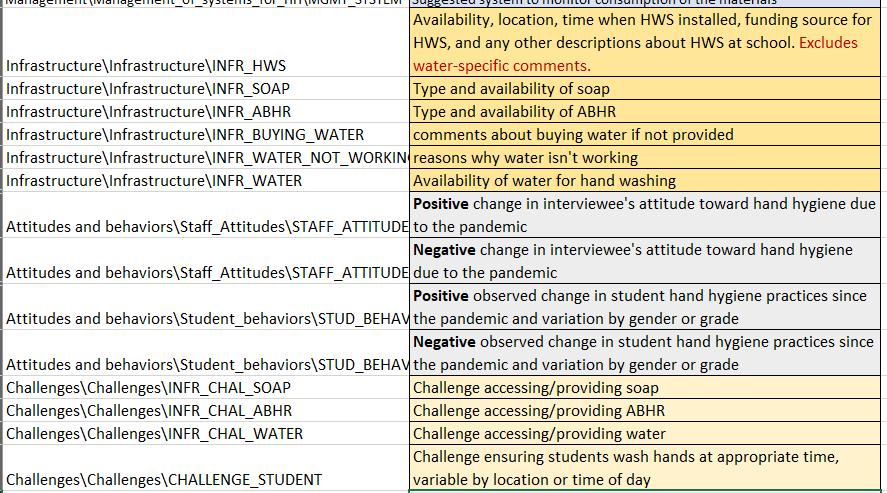 Management\Management_of_systems_for_HH\MGMT_SYSTEM Suggested system to monitor consumption of the materials
Availability, location, time when HWS installed, funding source for
HWS, and any other descriptions about HWS at school. Excludes
Infrastructure\Infrastructure\INFR_HWS water-specific comments.
Infrastructure\Infrastructure\INFR_SOAP Type and availability of soap
Infrastructure\Infrastructure\INFR_ABHR Type and availability of ABHR
Infrastructure\Infrastructure\INFR_BUYING_WATER comments about buying water if not provided
Infrastructure\Infrastructure\INFR_WATER_NOT_WORKIN reasons why water isn't working
Infrastructure\Infrastructure\INFR_WATER Availability of water for hand washing
Positive change in interviewee's attitude toward hand hygiene due
Attitudes and behaviors\Staff_Attitudes\STAFF_ATTITUDE to the pandemic
Negative change in interviewee's attitude toward hand hygiene
Attitudes and behaviors\Staff_Attitudes\STAFF_ATTITUDE due to the pandemic
Positive observed change in student hand hygiene practices since
Attitudes and behaviors\Student_behaviors\STUD_BEHAV the pandemic and variation by gender or grade
Negative observed change in student hand hygiene practices since
Attitudes and behaviors\Student_behaviors\STUD_BEHAV the pandemic and variation by gender or grade
Challenges\Challenges\INFR_CHAL_SOAP Challenge accessing/providing soap
Challenges\Challenges\INFR_CHAL_ABHR Challenge accessing/providing ABHR
Challenges\Challenges\INFR_CHAL_WATER Challenge accessing/providing water
Challenge ensuring students wash hands at appropriate time,
Challenges\Challenges\CHALLENGE_STUDENT variable by location or time of day